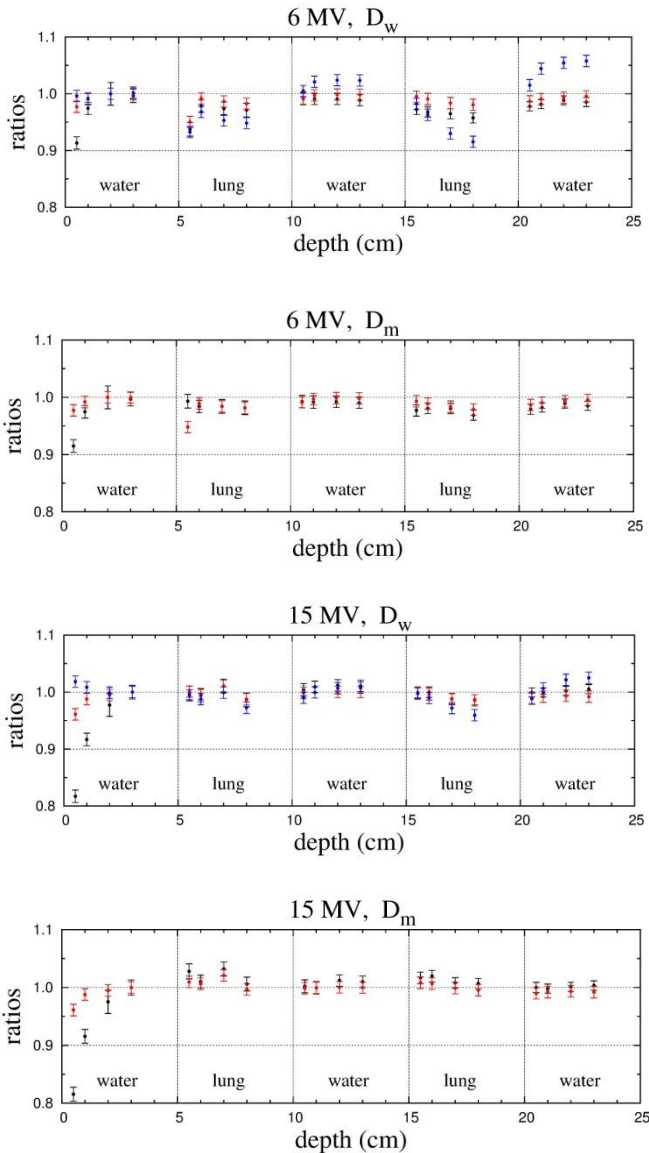 6 MV, D_w
1.1
1.0
0.9
0.8
ratios
water lung water lung water
0 5 10 15 20 25
depth (cm)
6 MV, D_m
1.1
1.0
0.9
0.8
ratios
water lung water lung water
0 5 10 15 20 25
depth (cm)
15 MV, D_w
1.1
1.0
0.9
0.8
ratios
water lung water lung water
0 5 10 15 20 25
depth (cm)
15 MV, D_m
1.1
1.0
0.9
0.8
ratios
water lung water lung water
0 5 10 15 20 25
depth (cm)